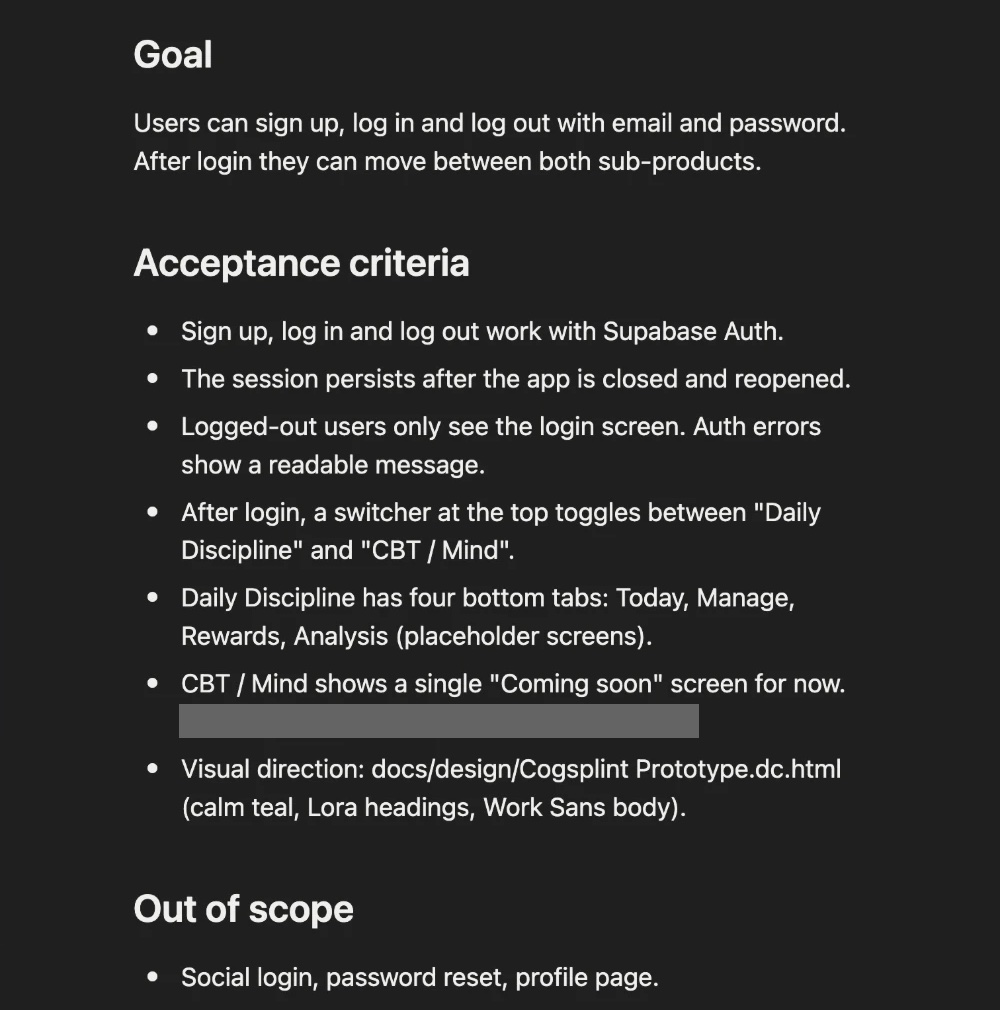 Goal
Users can sign up, log in and log out with email and password.
After login they can move between both sub-products.
Acceptance criteria
• Sign up, log in and log out work with Supabase Auth.
• The session persists after the app is closed and reopened.
• Logged-out users only see the login screen. Auth errors
show a readable message.
• After login, a switcher at the top toggles between "Daily
Discipline" and "CBT / Mind".
• Daily Discipline has four bottom tabs: Today, Manage,
Rewards, Analysis (placeholder screens).
• CBT / Mind shows a single "Coming soon" screen for now.
• Visual direction: docs/design/Cogsplint Prototype.dc.html
(calm teal, Lora headings, Work Sans body).
Out of scope
• Social login, password reset, profile page.